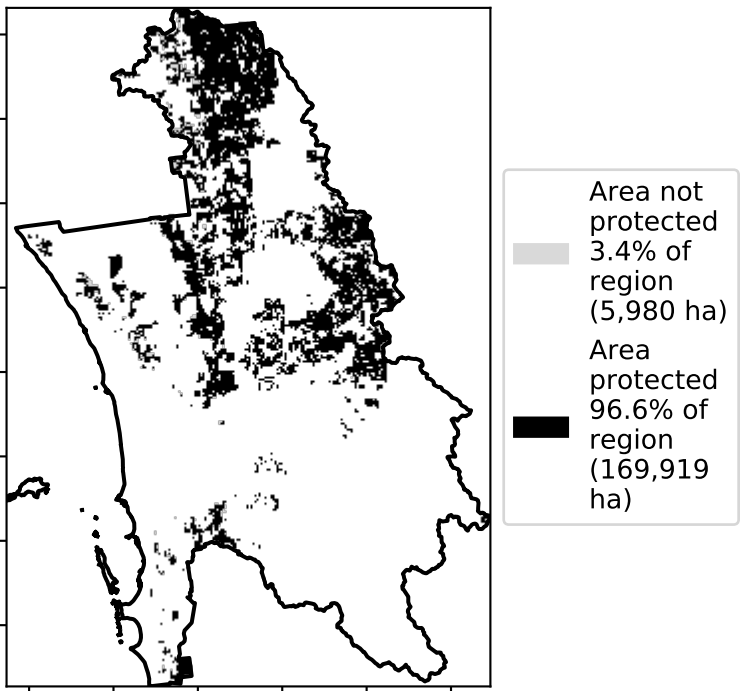 Area not
protected
3.4% of
region
(5,980 ha)
Area
protected
96.6% of
region
(169,919
ha)